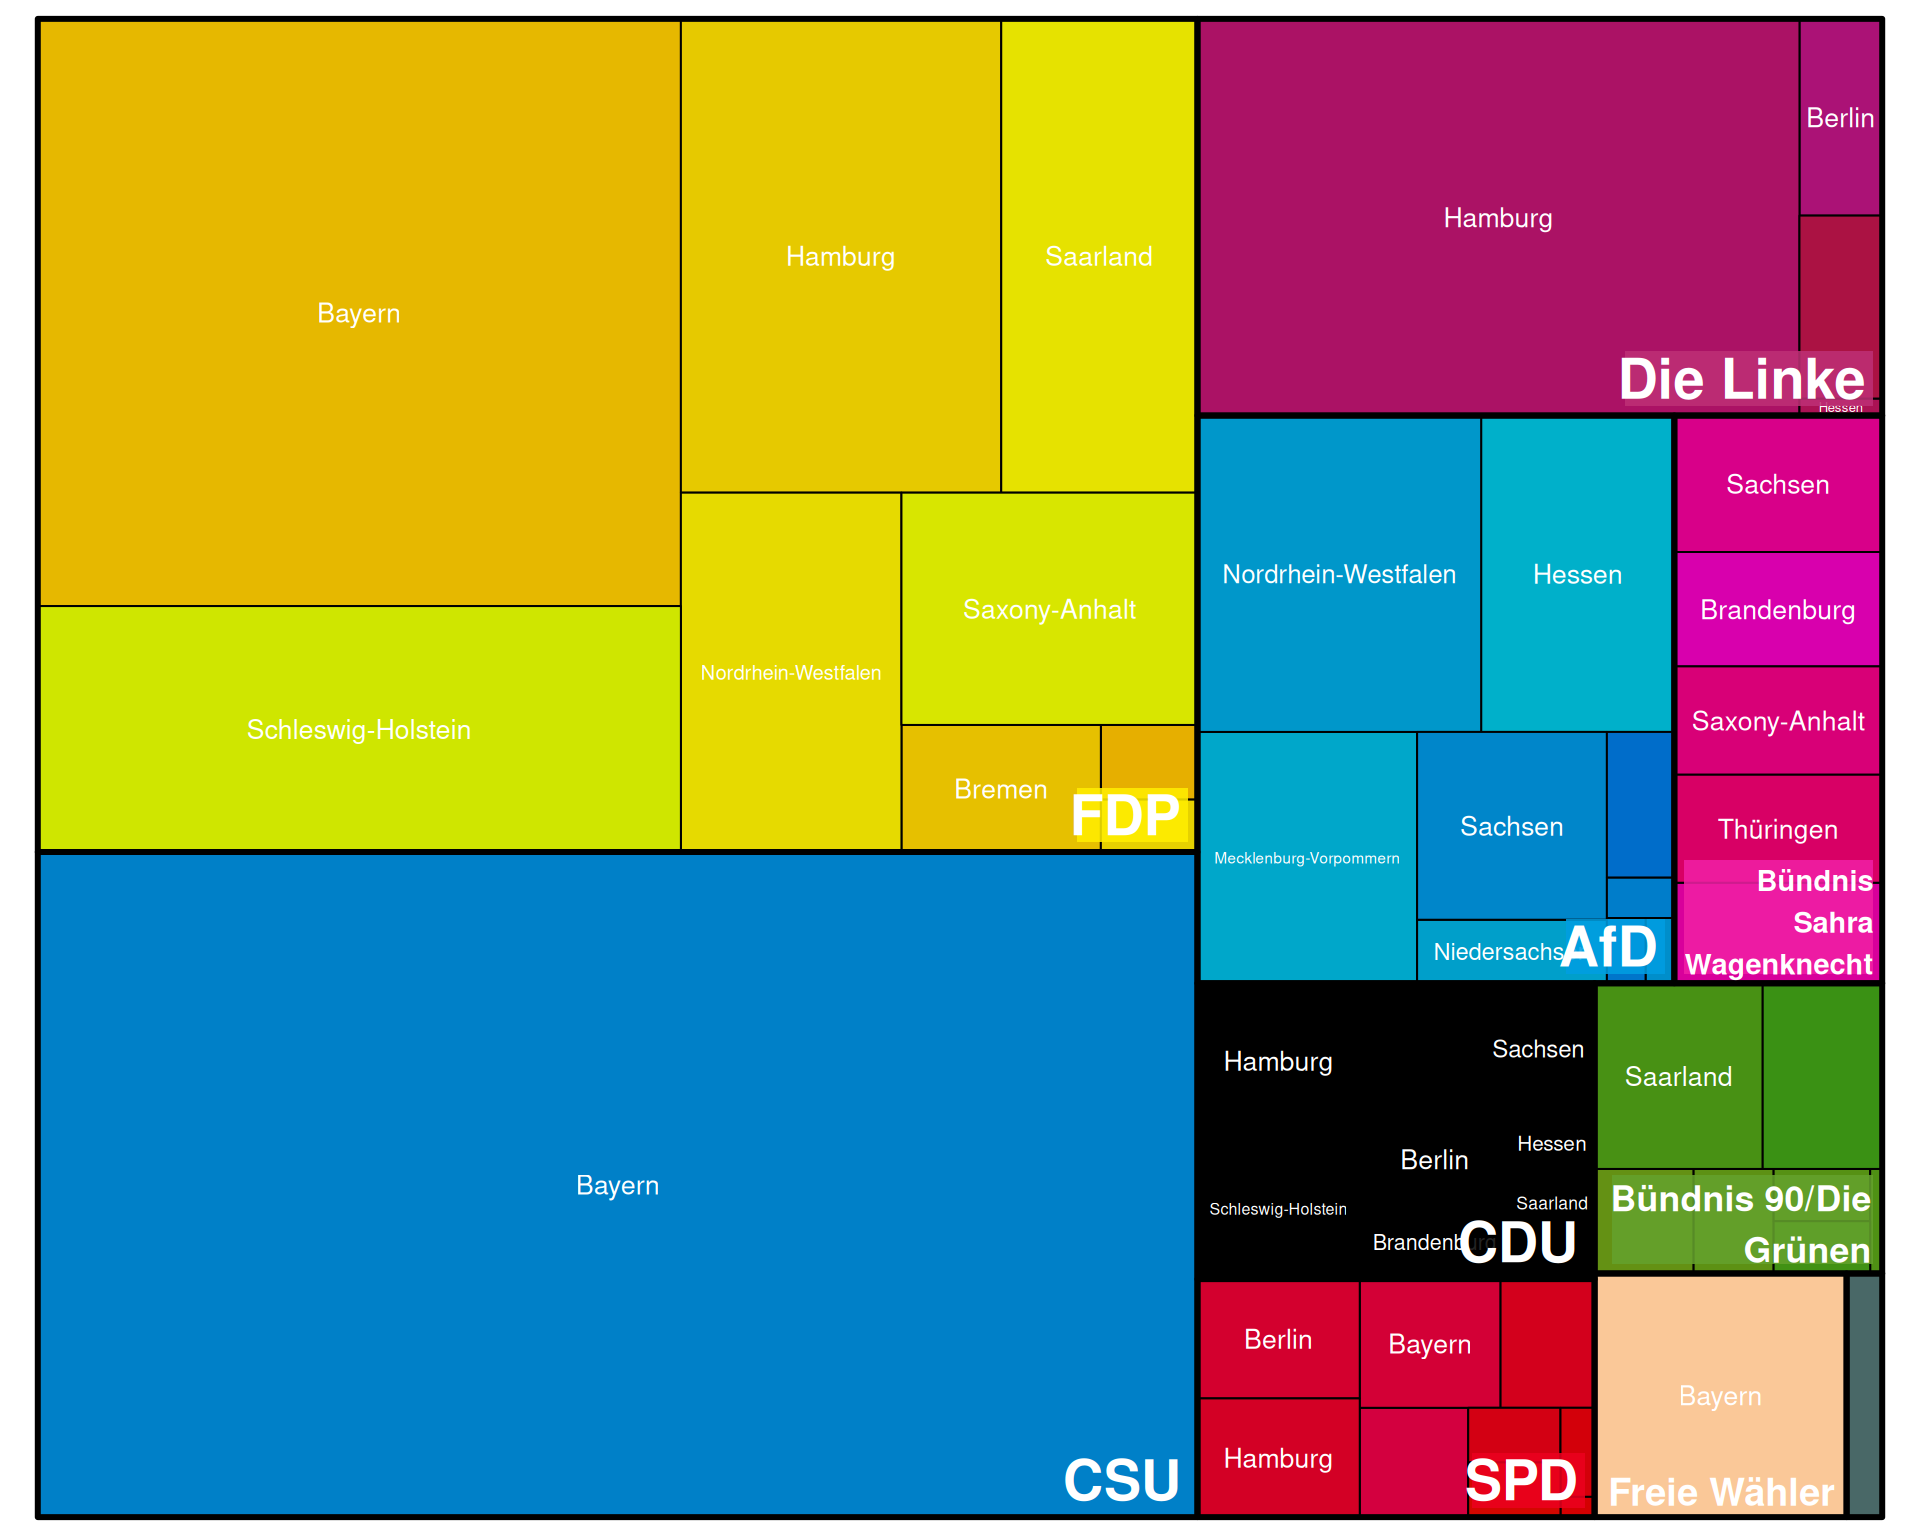 Bayern
Hamburg
Saarland
Schleswig-Holstein
Nordrhein-Westfalen
Saxony-Anhalt
Bremen
FDP
Bayern
CSU
Hamburg
Berlin
Die Linke
Hessen
Nordrhein-Westfalen
Hessen
Mecklenburg-Vorpommern
Sachsen
Niedersachs
AfD
Sachsen
Brandenburg
Saxony-Anhalt
Thüringen
Bündnis
Sahra
Wagenknecht
Hamburg
Sachsen
Berlin
Hessen
Schleswig-Holstein
Saarland
Brandenburg
CDU
Saarland
Bündnis 90/Die
Grünen
Berlin
Bayern
Hamburg
SPD
Bayern
Freie Wähler